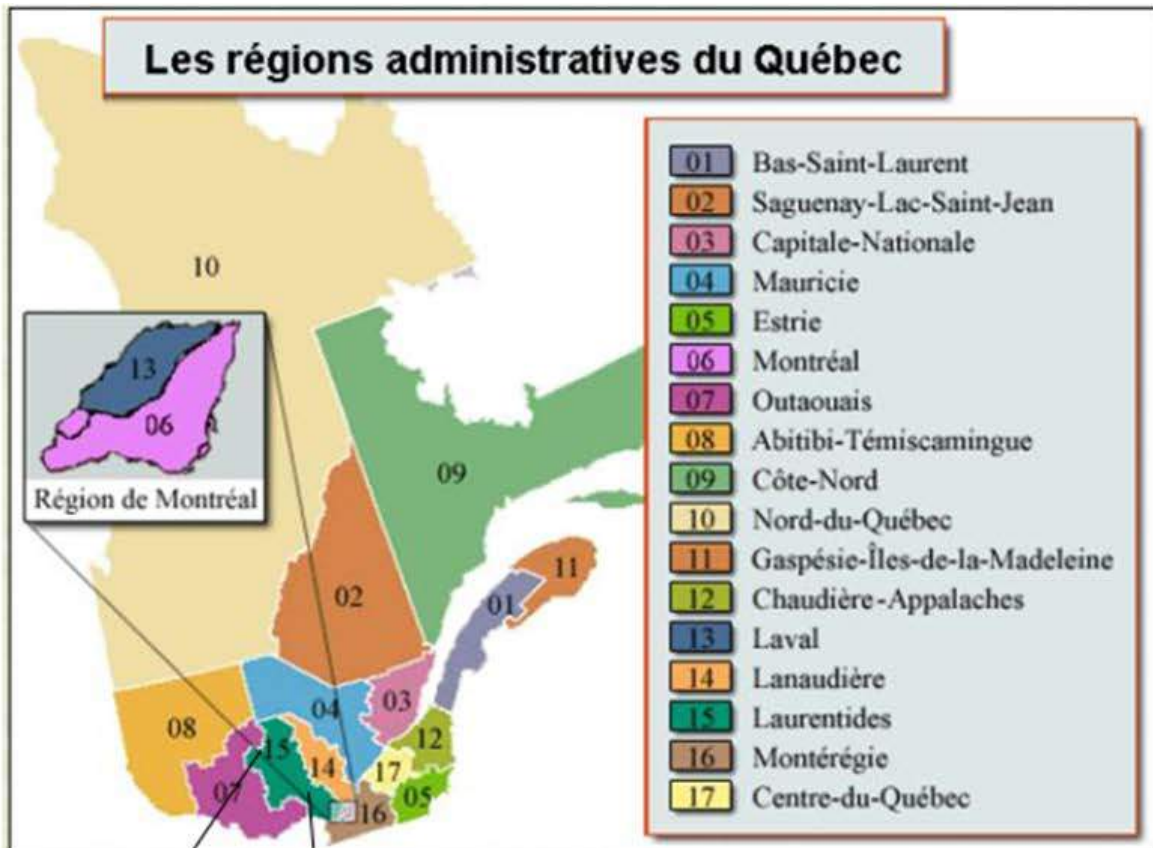 Les régions administratives du Québec
01 Bas-Saint-Laurent
02 Saguenay-Lac-Saint-Jean
03 Capitale-Nationale
04 Mauricie
05 Estrie
06 Montréal
07 Outaouais
08 Abitibi-Témiscamingue
09 Côte-Nord
10 Nord-du-Québec
11 Gaspésie-Îles-de-la-Madeleine
12 Chaudière-Appalaches
13 Laval
14 Lanaudière
15 Laurentides
16 Montérégie
17 Centre-du-Québec
10
13
06
Région de Montréal
09
11
01
02
03
04
08
12
15
14
17
07
05
16